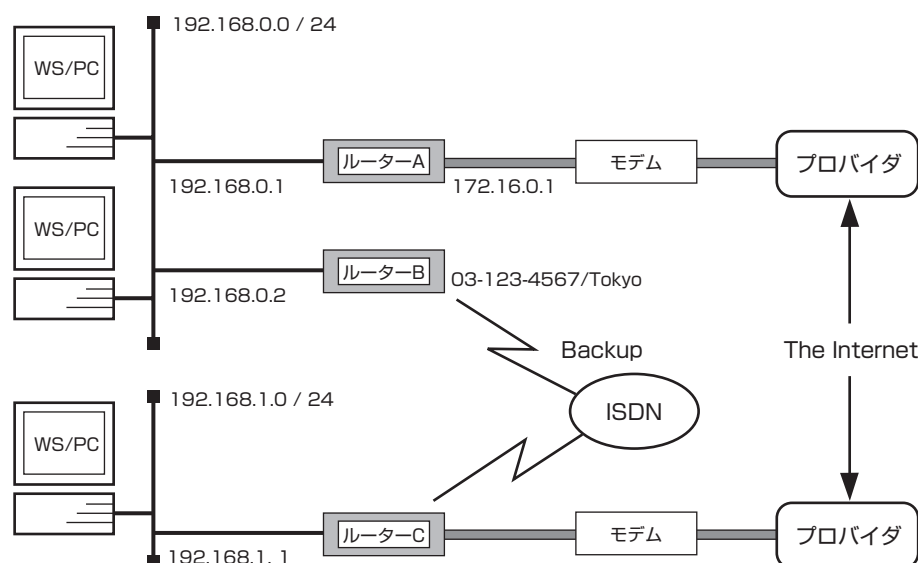 192.168.0.0 / 24
WS/PC
ルーターA
モデム
プロバイダ
192.168.0.1
172.16.0.1
WS/PC
ルーターB
03-123-4567/Tokyo
192.168.0.2
Backup
The Internet
192.168.1.0 / 24
ISDN
WS/PC
ルーターC
モデム
プロバイダ
192.168.1. 1